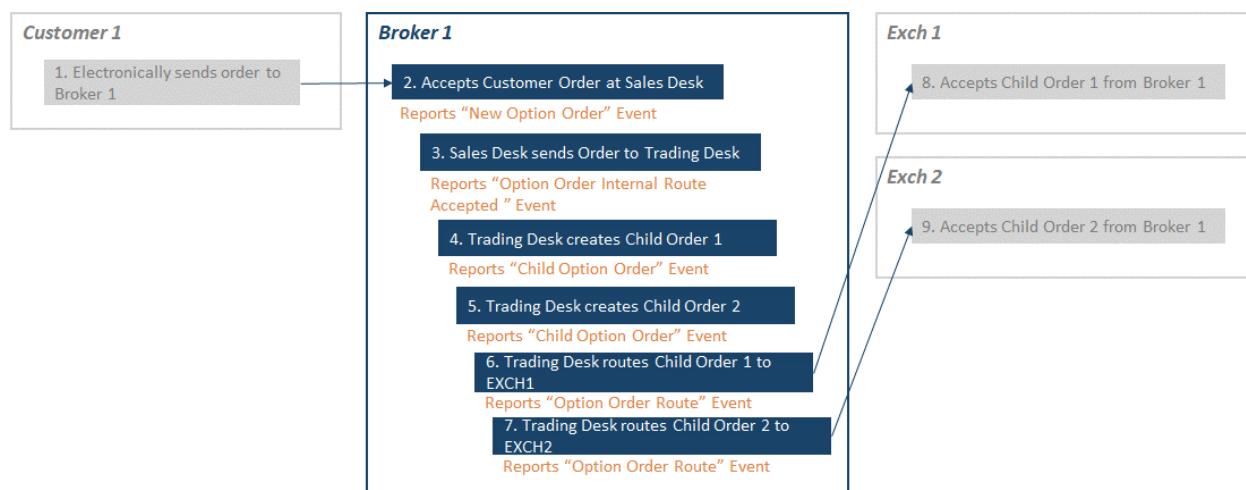 Customer 1
1. Electronically sends order to
Broker 1
Broker 1
2. Accepts Customer Order at Sales Desk
Reports “New Option Order” Event
3. Sales Desk sends Order to Trading Desk
Reports “Option Order Internal Route
Accepted ” Event
4. Trading Desk creates Child Order 1
Reports “Child Option Order” Event
5. Trading Desk creates Child Order 2
Reports “Child Option Order” Event
6. Trading Desk routes Child Order 1 to
EXCH1
Reports “Option Order Route” Event
7. Trading Desk routes Child Order 2 to
EXCH2
Reports “Option Order Route” Event
Exch 1
8. Accepts Child Order 1 from Broker 1
Exch 2
9. Accepts Child Order 2 from Broker 1